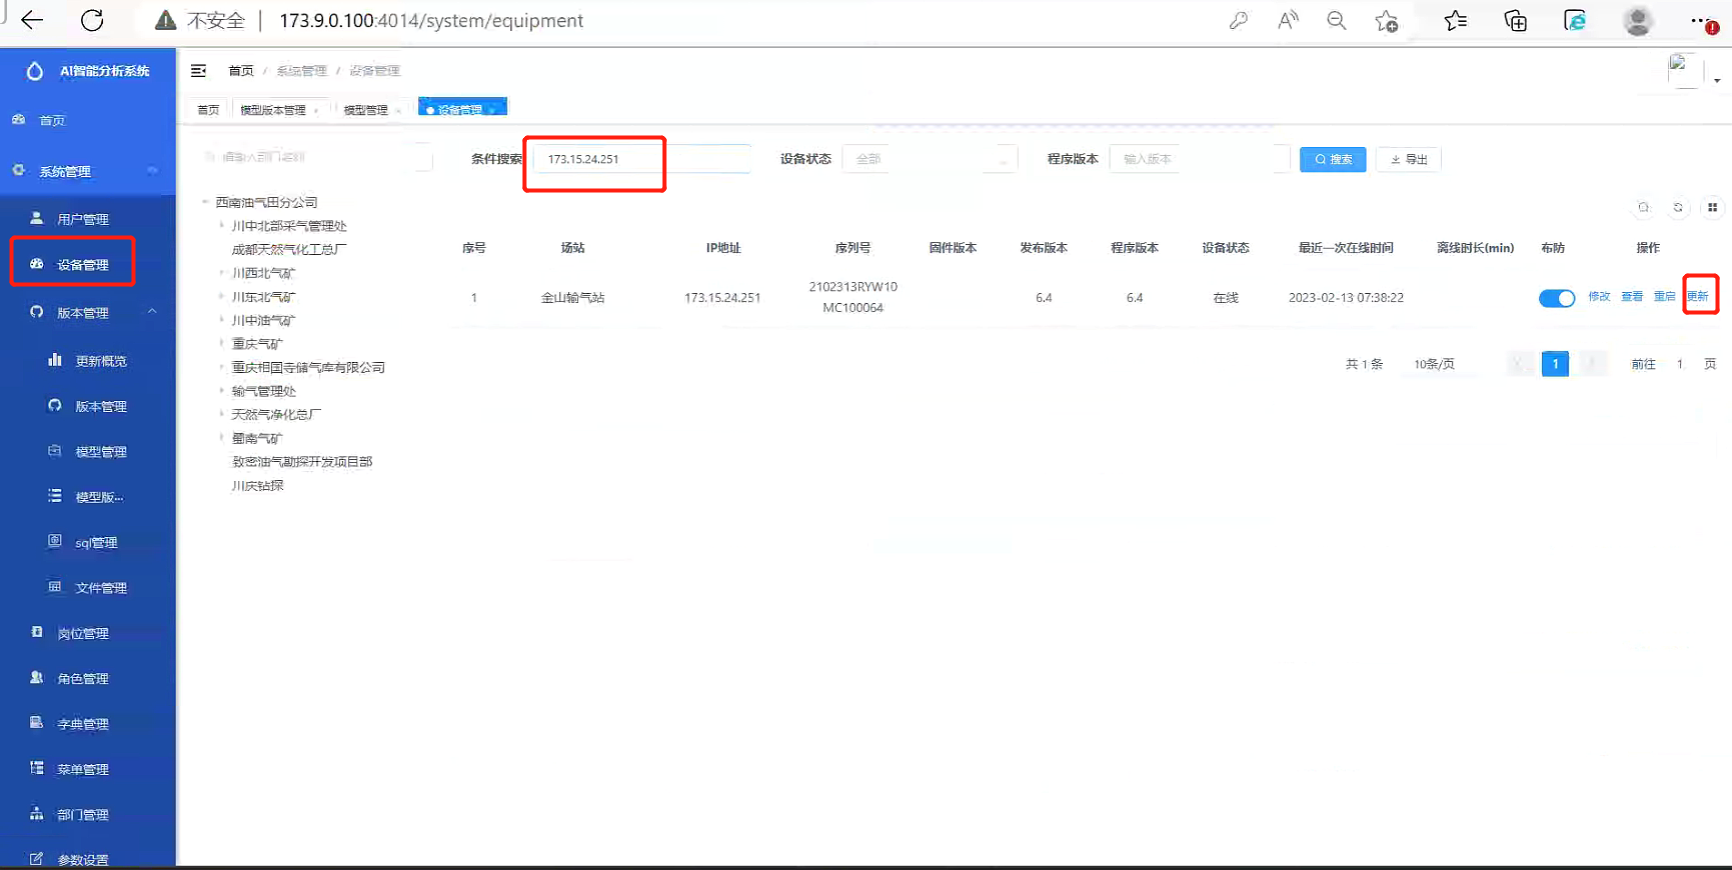 不安全 | 173.9.0.100:4014/system/equipment
AI智能分析系统
首页 / 系统管理 / 设备管理
首页
模型版本管理
模型管理
设备管理
首页
系统管理
用户管理
设备管理
版本管理
更新概览
版本管理
模型管理
模型版...
sql管理
文件管理
岗位管理
角色管理
字典管理
菜单管理
部门管理
参数设置
条件搜索 173.15.24.251 设备状态 全部 程序版本 输入版本 搜索 导出
西南油气田分公司
川中北部采气管理处
成都天然气化工总厂
川西北气矿
川东北气矿
川中油气矿
重庆气矿
重庆相国寺储气库有限公司
输气管理处
天然气净化总厂
蜀南气矿
致密油气勘探开发项目部
川庆钻探
序号 场站 IP地址 序列号 固件版本 发布版本 程序版本 设备状态 最近一次在线时间 离线时长(min) 布防 操作
1 金山输气站 173.15.24.251 2102313RYW10 6.4 6.4 在线 2023-02-13 07:38:22 修改 查看 重启 更新
MC100064
共 1 条 10条/页 1 前往 1 页